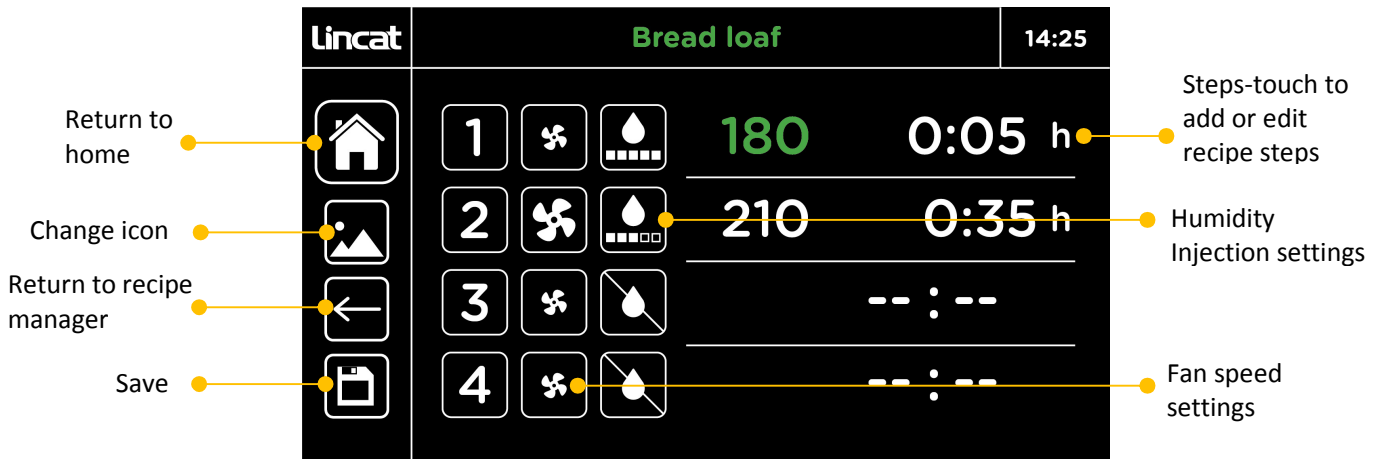 Lincat
Bread loaf
14:25
Return to
home
Change icon
Return to recipe
manager
Save
1
180
0:05 h
2
210
0:35 h
3
-- : --
4
-- : --
Steps-touch to
add or edit
recipe steps
Humidity
Injection settings
Fan speed
settings